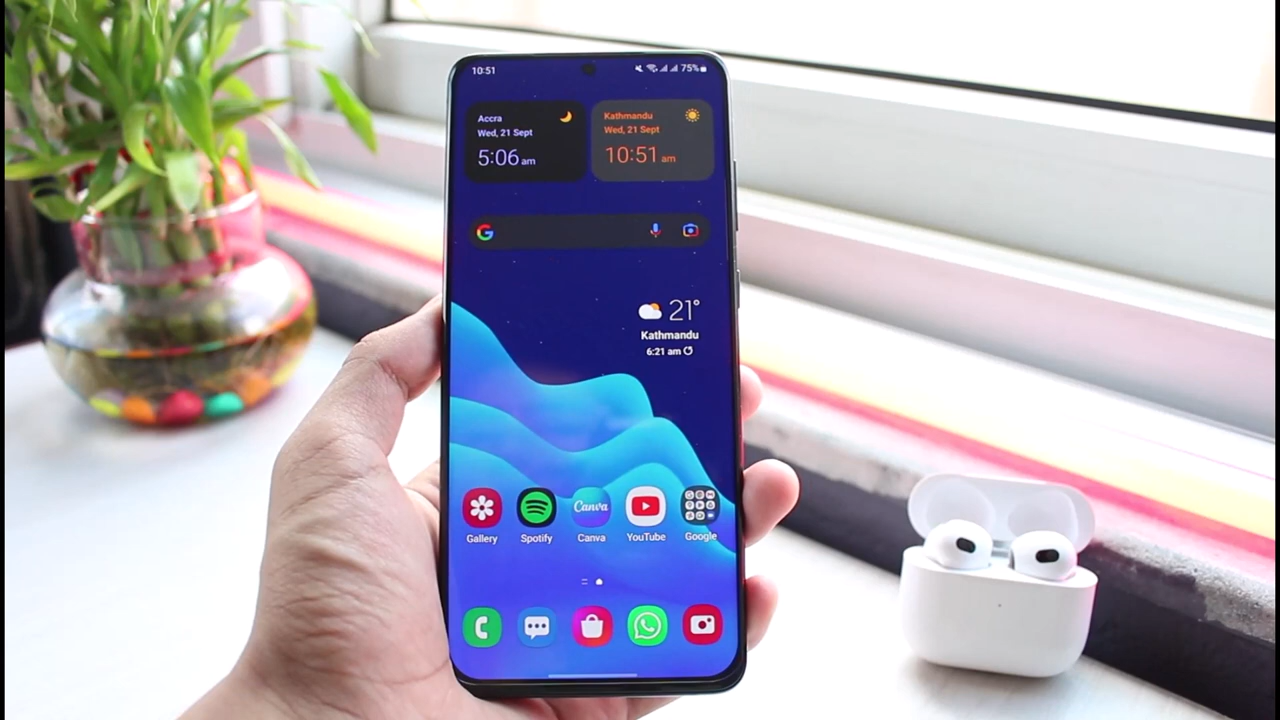 10:51
75%
Accra
Wed, 21 Sept
5:06 am
Kathmandu
Wed, 21 Sept
10:51 am
G
21°
Kathmandu
6:21 am
Canva
Gallery
Spotify
Canva
YouTube
Google